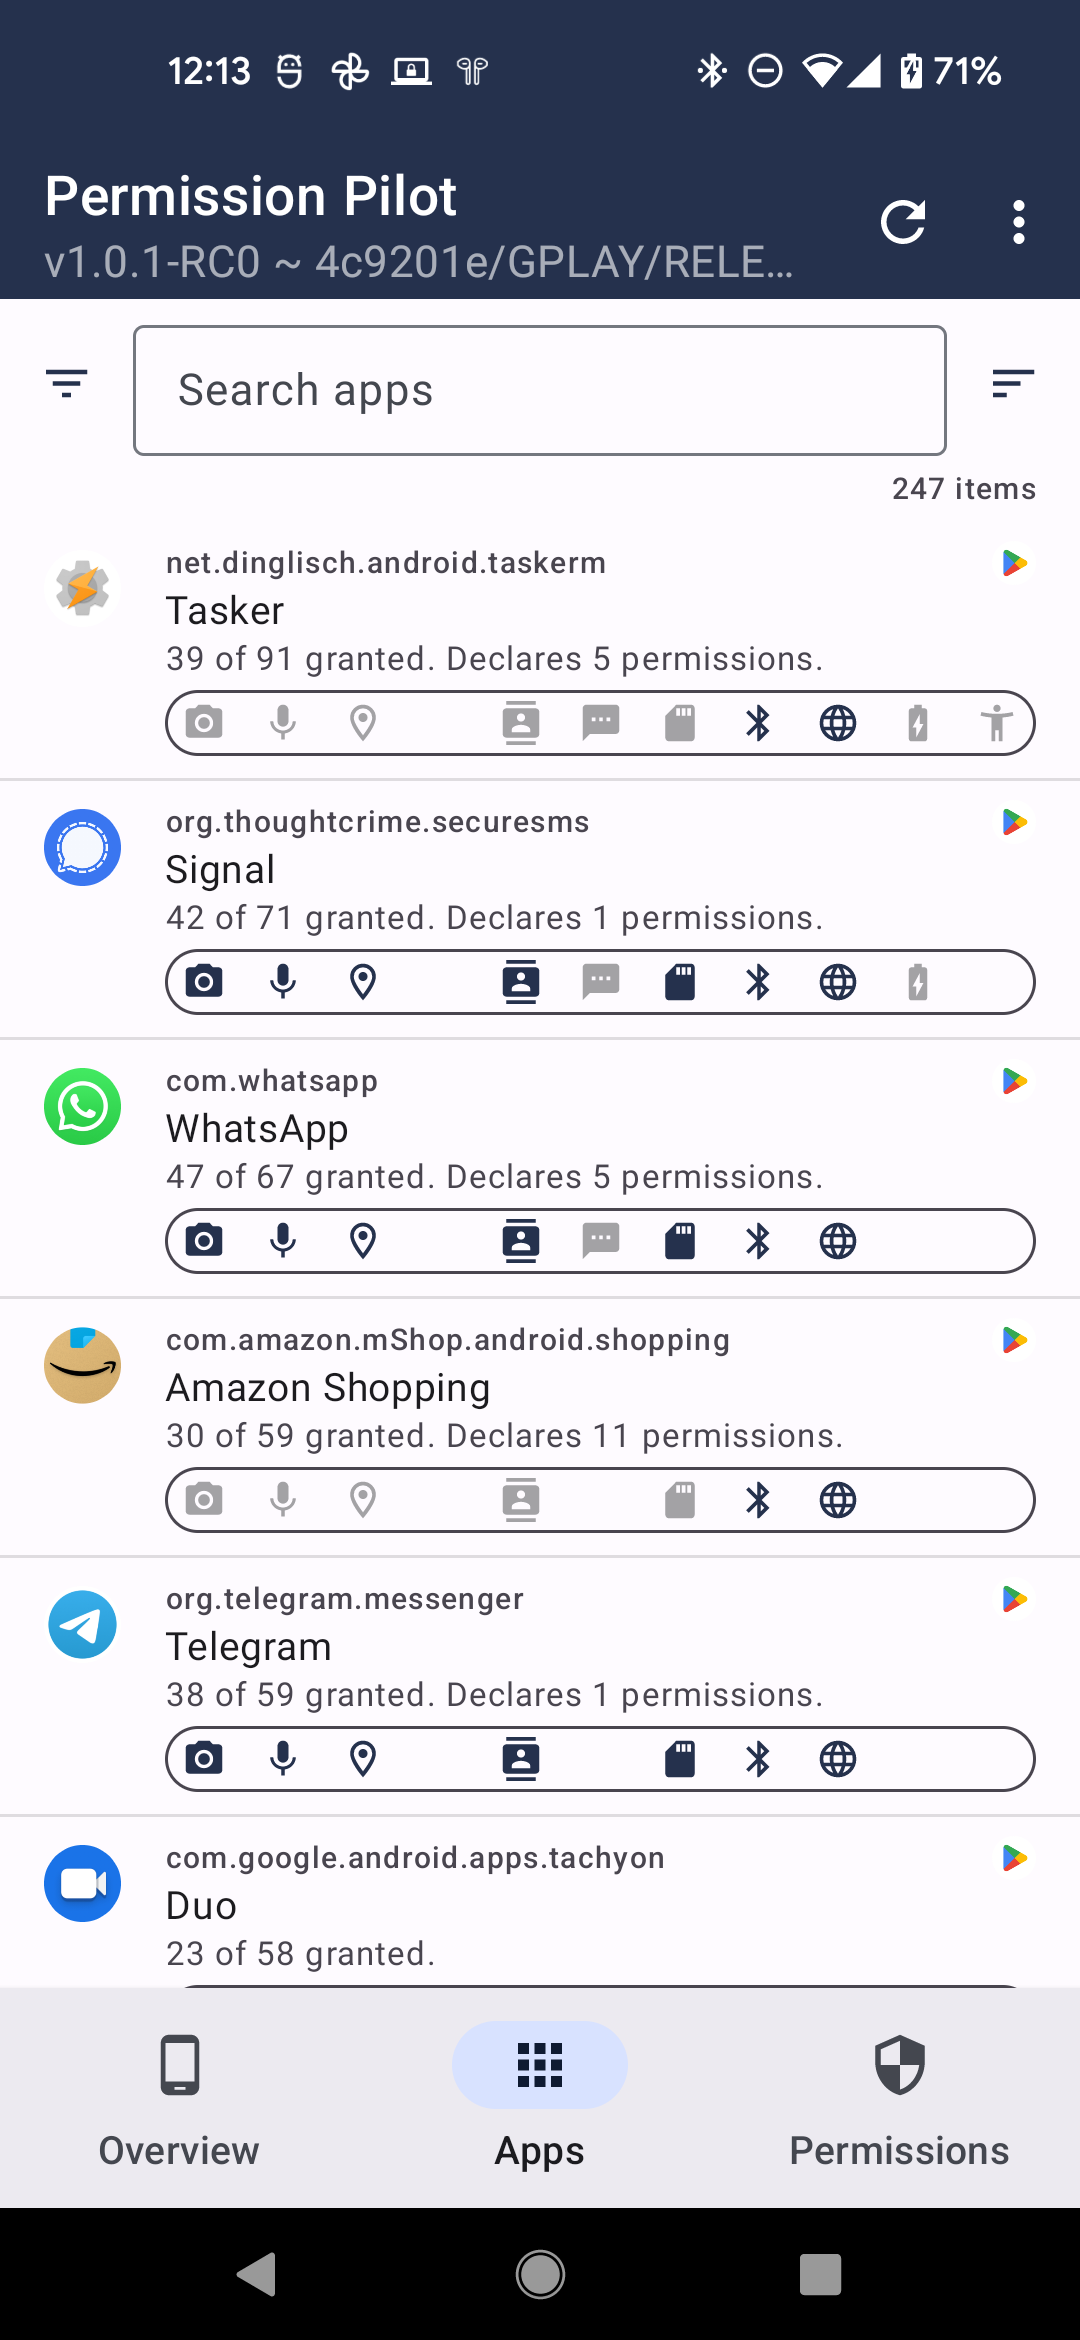 12:13
71%
Permission Pilot
v1.0.1-RC0 ~ 4c9201e/GPLAY/RELE...
Search apps
247 items
net.dinglisch.android.taskerm
Tasker
39 of 91 granted. Declares 5 permissions.
org.thoughtcrime.securesms
Signal
42 of 71 granted. Declares 1 permissions.
com.whatsapp
WhatsApp
47 of 67 granted. Declares 5 permissions.
com.amazon.mShop.android.shopping
Amazon Shopping
30 of 59 granted. Declares 11 permissions.
org.telegram.messenger
Telegram
38 of 59 granted. Declares 1 permissions.
com.google.android.apps.tachyon
Duo
23 of 58 granted.
Overview
Apps
Permissions